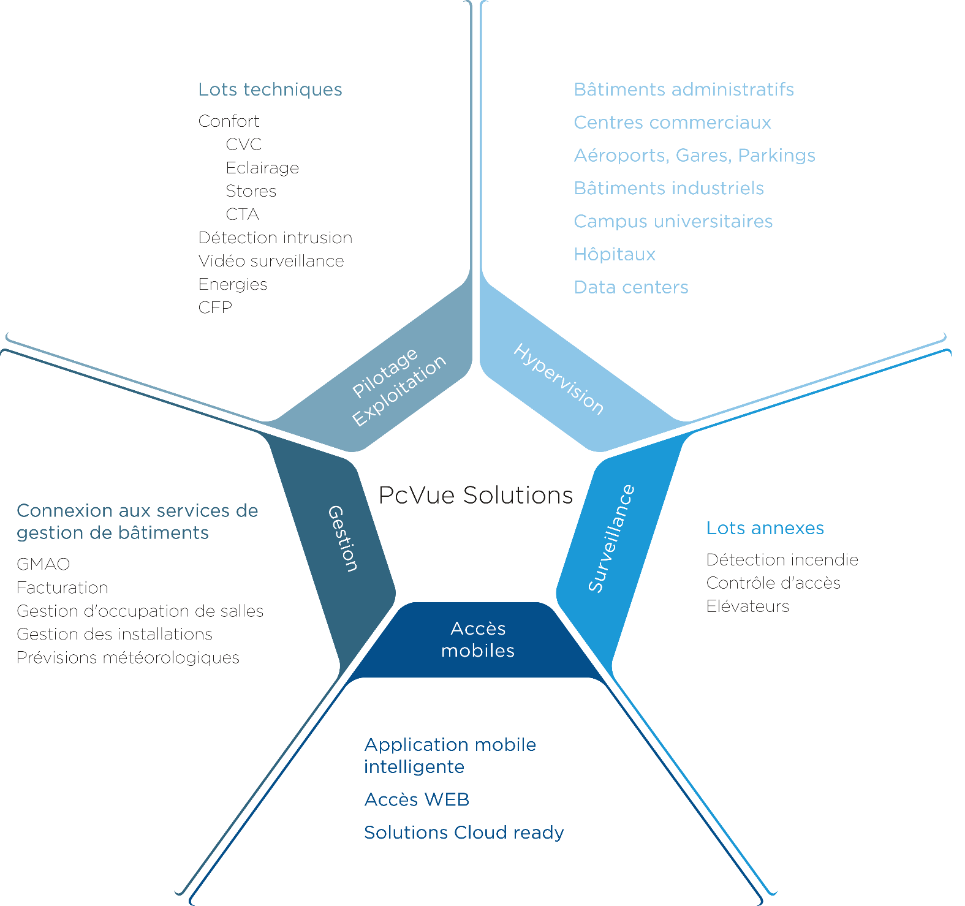 Lots techniques
Confort
CVC
Eclairage
Stores
CTA
Détection intrusion
Vidéo surveillance
Energies
CFP
Bâtiments administratifs
Centres commerciaux
Aéroports, Gares, Parkings
Bâtiments industriels
Campus universitaires
Hôpitaux
Data centers
Pilotage
Exploitation
Hypervision
PcVue Solutions
Connexion aux services de
gestion de bâtiments
GMAO
Facturation
Gestion d'occupation de salles
Gestion des installations
Prévisions météorologiques
Gestion
Surveillance
Lots annexes
Détection incendie
Contrôle d'accès
Elévateurs
Accès
mobiles
Application mobile
intelligente
Accès WEB
Solutions Cloud ready